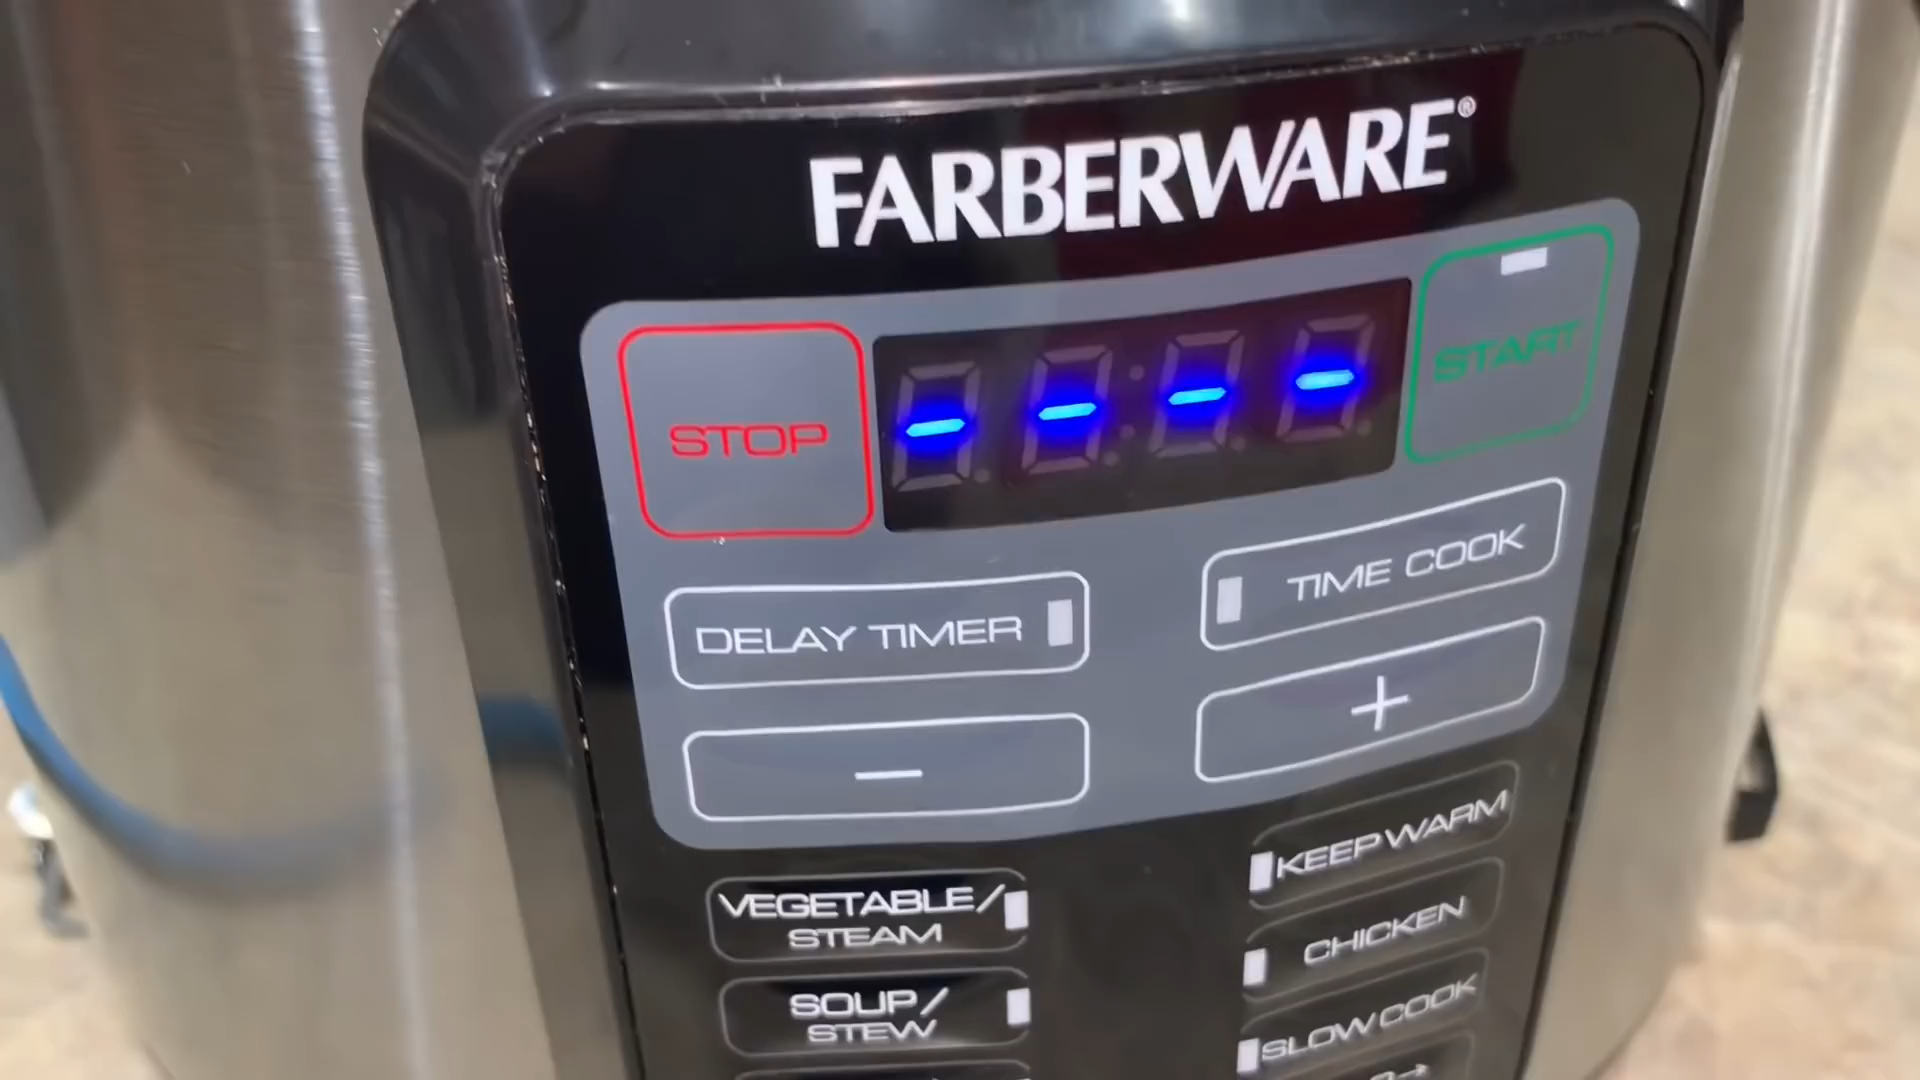 FARBERWARE®
STOP
- - - -
START
DELAY TIMER
TIME COOK
−
+
VEGETABLE/
STEAM
SOUP/
STEW
KEEP WARM
CHICKEN
SLOW COOK